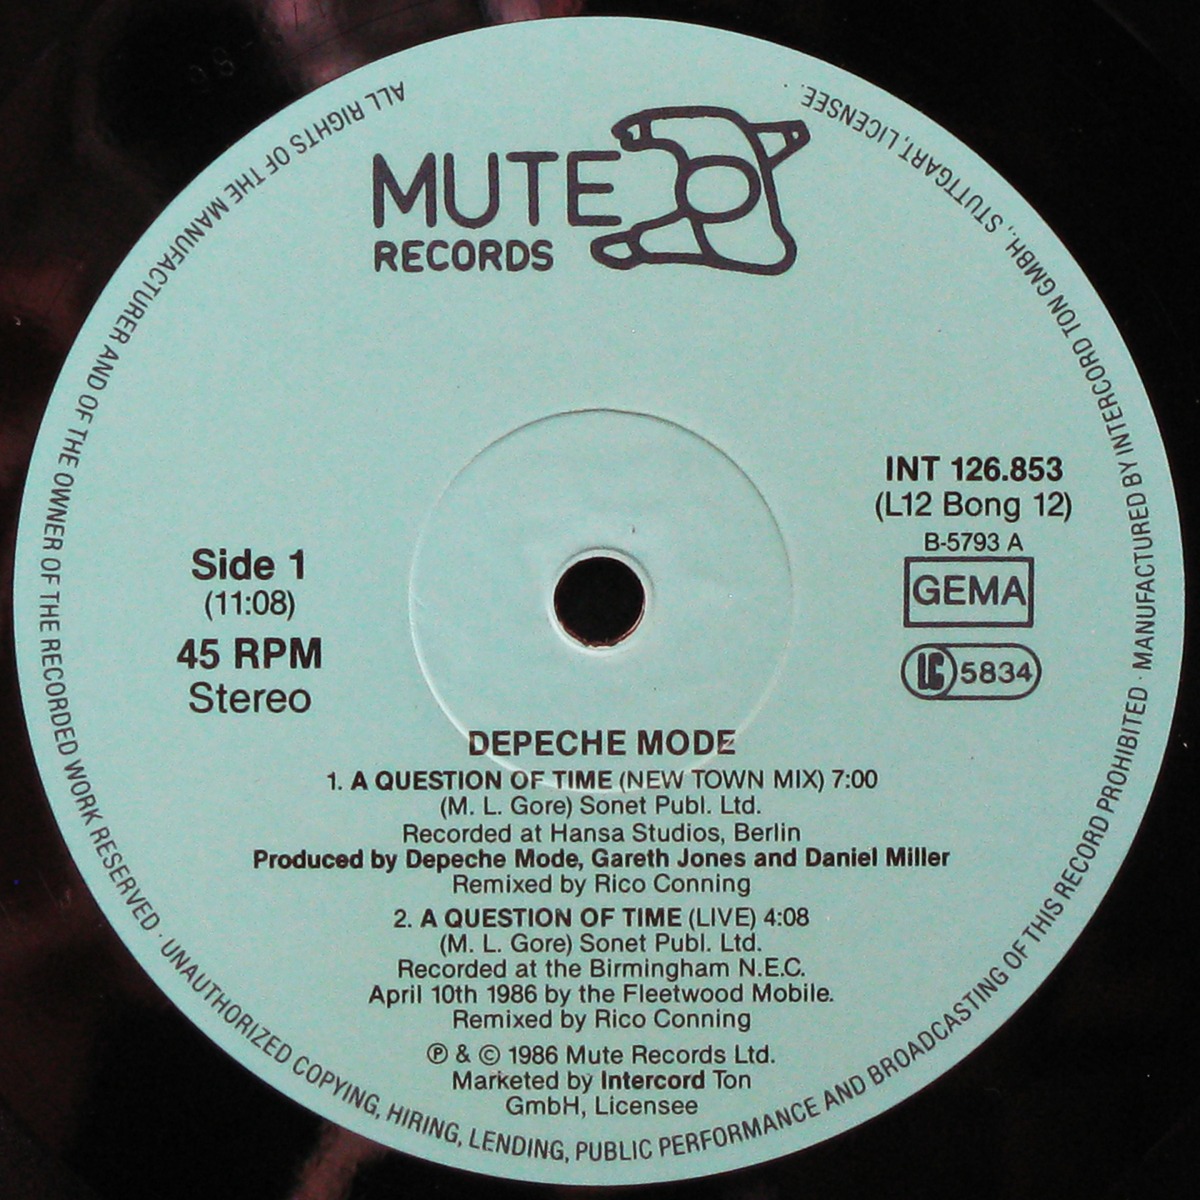 MUTE
RECORDS
INT 126.853
(L12 Bong 12)
B-5793 A
GEMA
LC 5834
Side 1
(11:08)
45 RPM
Stereo
DEPECHE MODE
1. A QUESTION OF TIME (NEW TOWN MIX) 7:00
(M. L. Gore) Sonet Publ. Ltd.
Recorded at Hansa Studios, Berlin
Produced by Depeche Mode, Gareth Jones and Daniel Miller
Remixed by Rico Conning
2. A QUESTION OF TIME (LIVE) 4:08
(M. L. Gore) Sonet Publ. Ltd.
Recorded at the Birmingham N.E.C.
April 10th 1986 by the Fleetwood Mobile.
Remixed by Rico Conning
℗ & © 1986 Mute Records Ltd.
Marketed by Intercord Ton
GmbH, Licensee
ALL RIGHTS OF THE MANUFACTURER AND OF THE OWNER OF THE RECORDED WORK RESERVED · UNAUTHORIZED COPYING, HIRING, LENDING, PUBLIC PERFORMANCE AND BROADCASTING OF THIS RECORD PROHIBITED · MANUFACTURED BY INTERCORD TON GMBH., STUTTGART, LICENSEE.